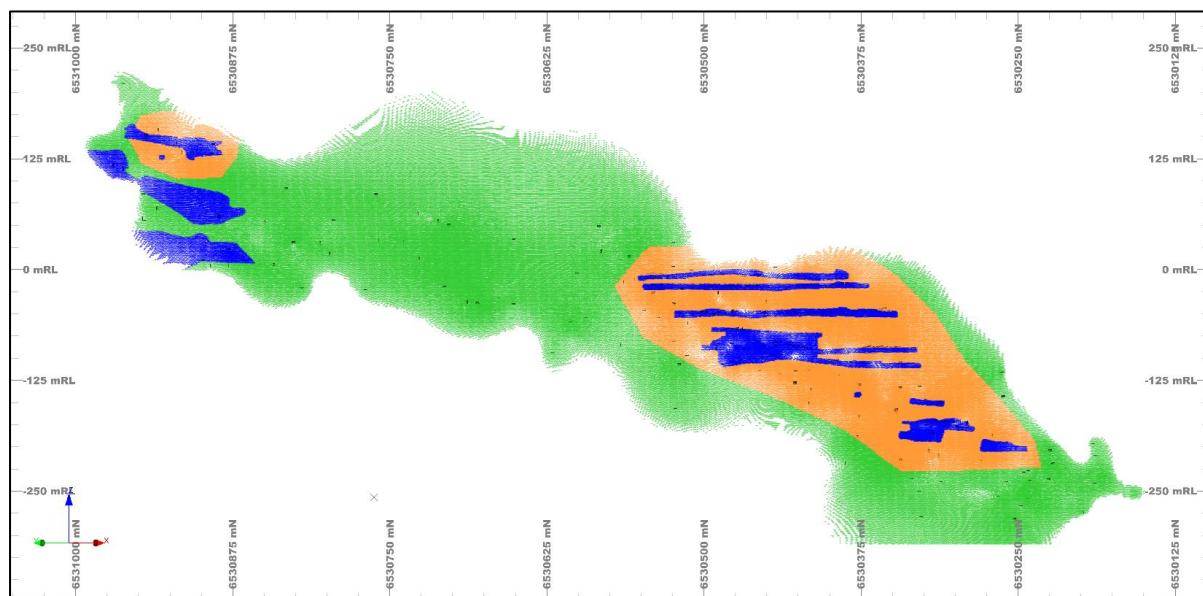 6531000 mN
6530875 mN
6530750 mN
6530625 mN
6530500 mN
6530375 mN
6530250 mN
6530125 mN
250 mRL
250 mRL
125 mRL
125 mRL
0 mRL
0 mRL
-125 mRL
-125 mRL
-250 mRL
-250 mRL
Z
Y
X
6531000 mN
6530875 mN
6530750 mN
6530625 mN
6530500 mN
6530375 mN
6530250 mN
6530125 mN